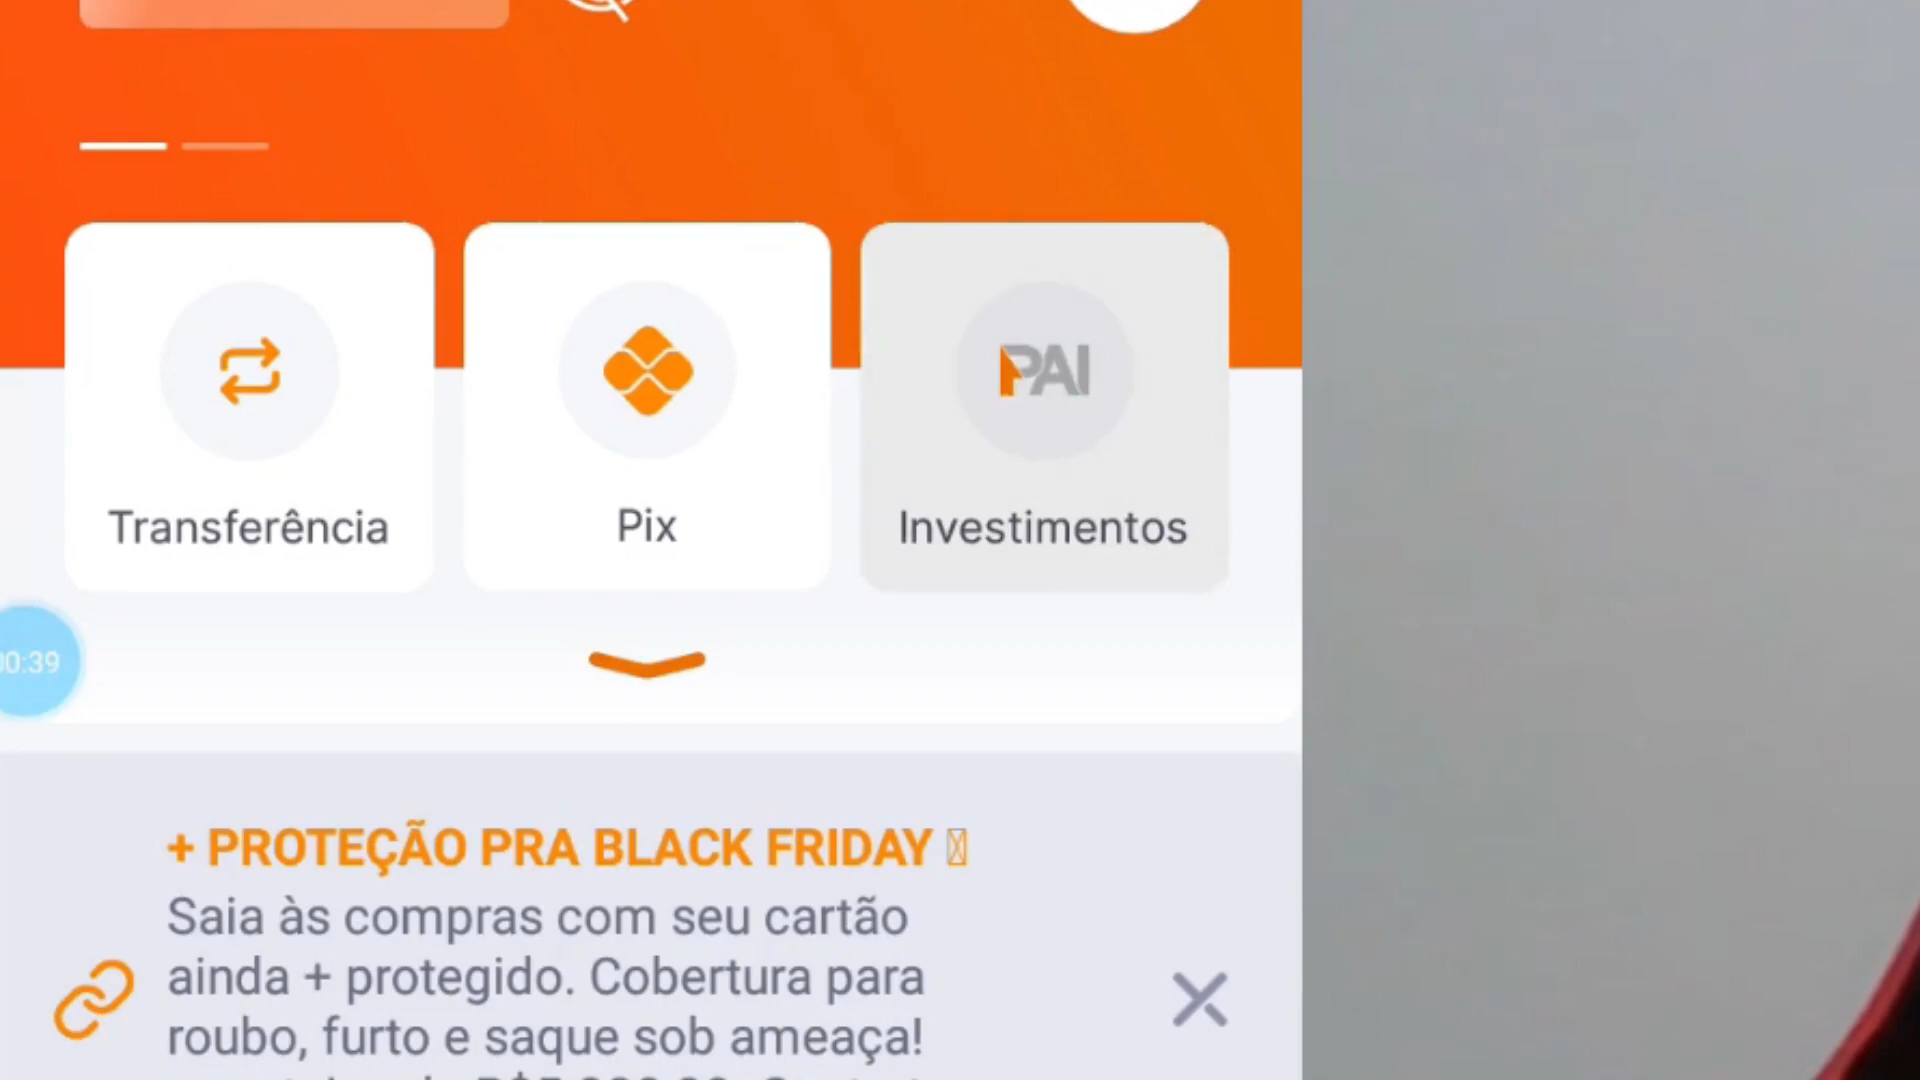 PAI
Transferência
Pix
Investimentos
00:39
+ PROTEÇÃO PRA BLACK FRIDAY
Saia às compras com seu cartão
ainda + protegido. Cobertura para
roubo, furto e saque sob ameaça!